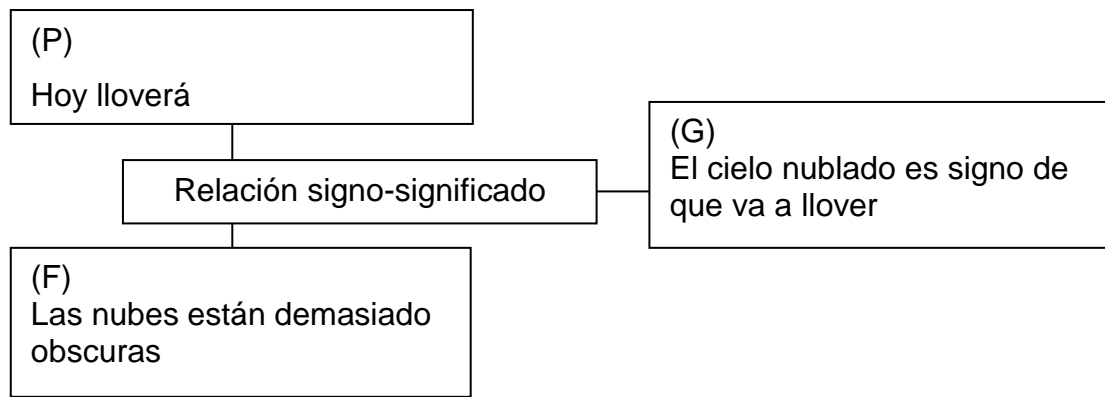 (P)
Hoy lloverá
Relación signo-significado
(G)
El cielo nublado es signo de
que va a llover
(F)
Las nubes están demasiado
obscuras